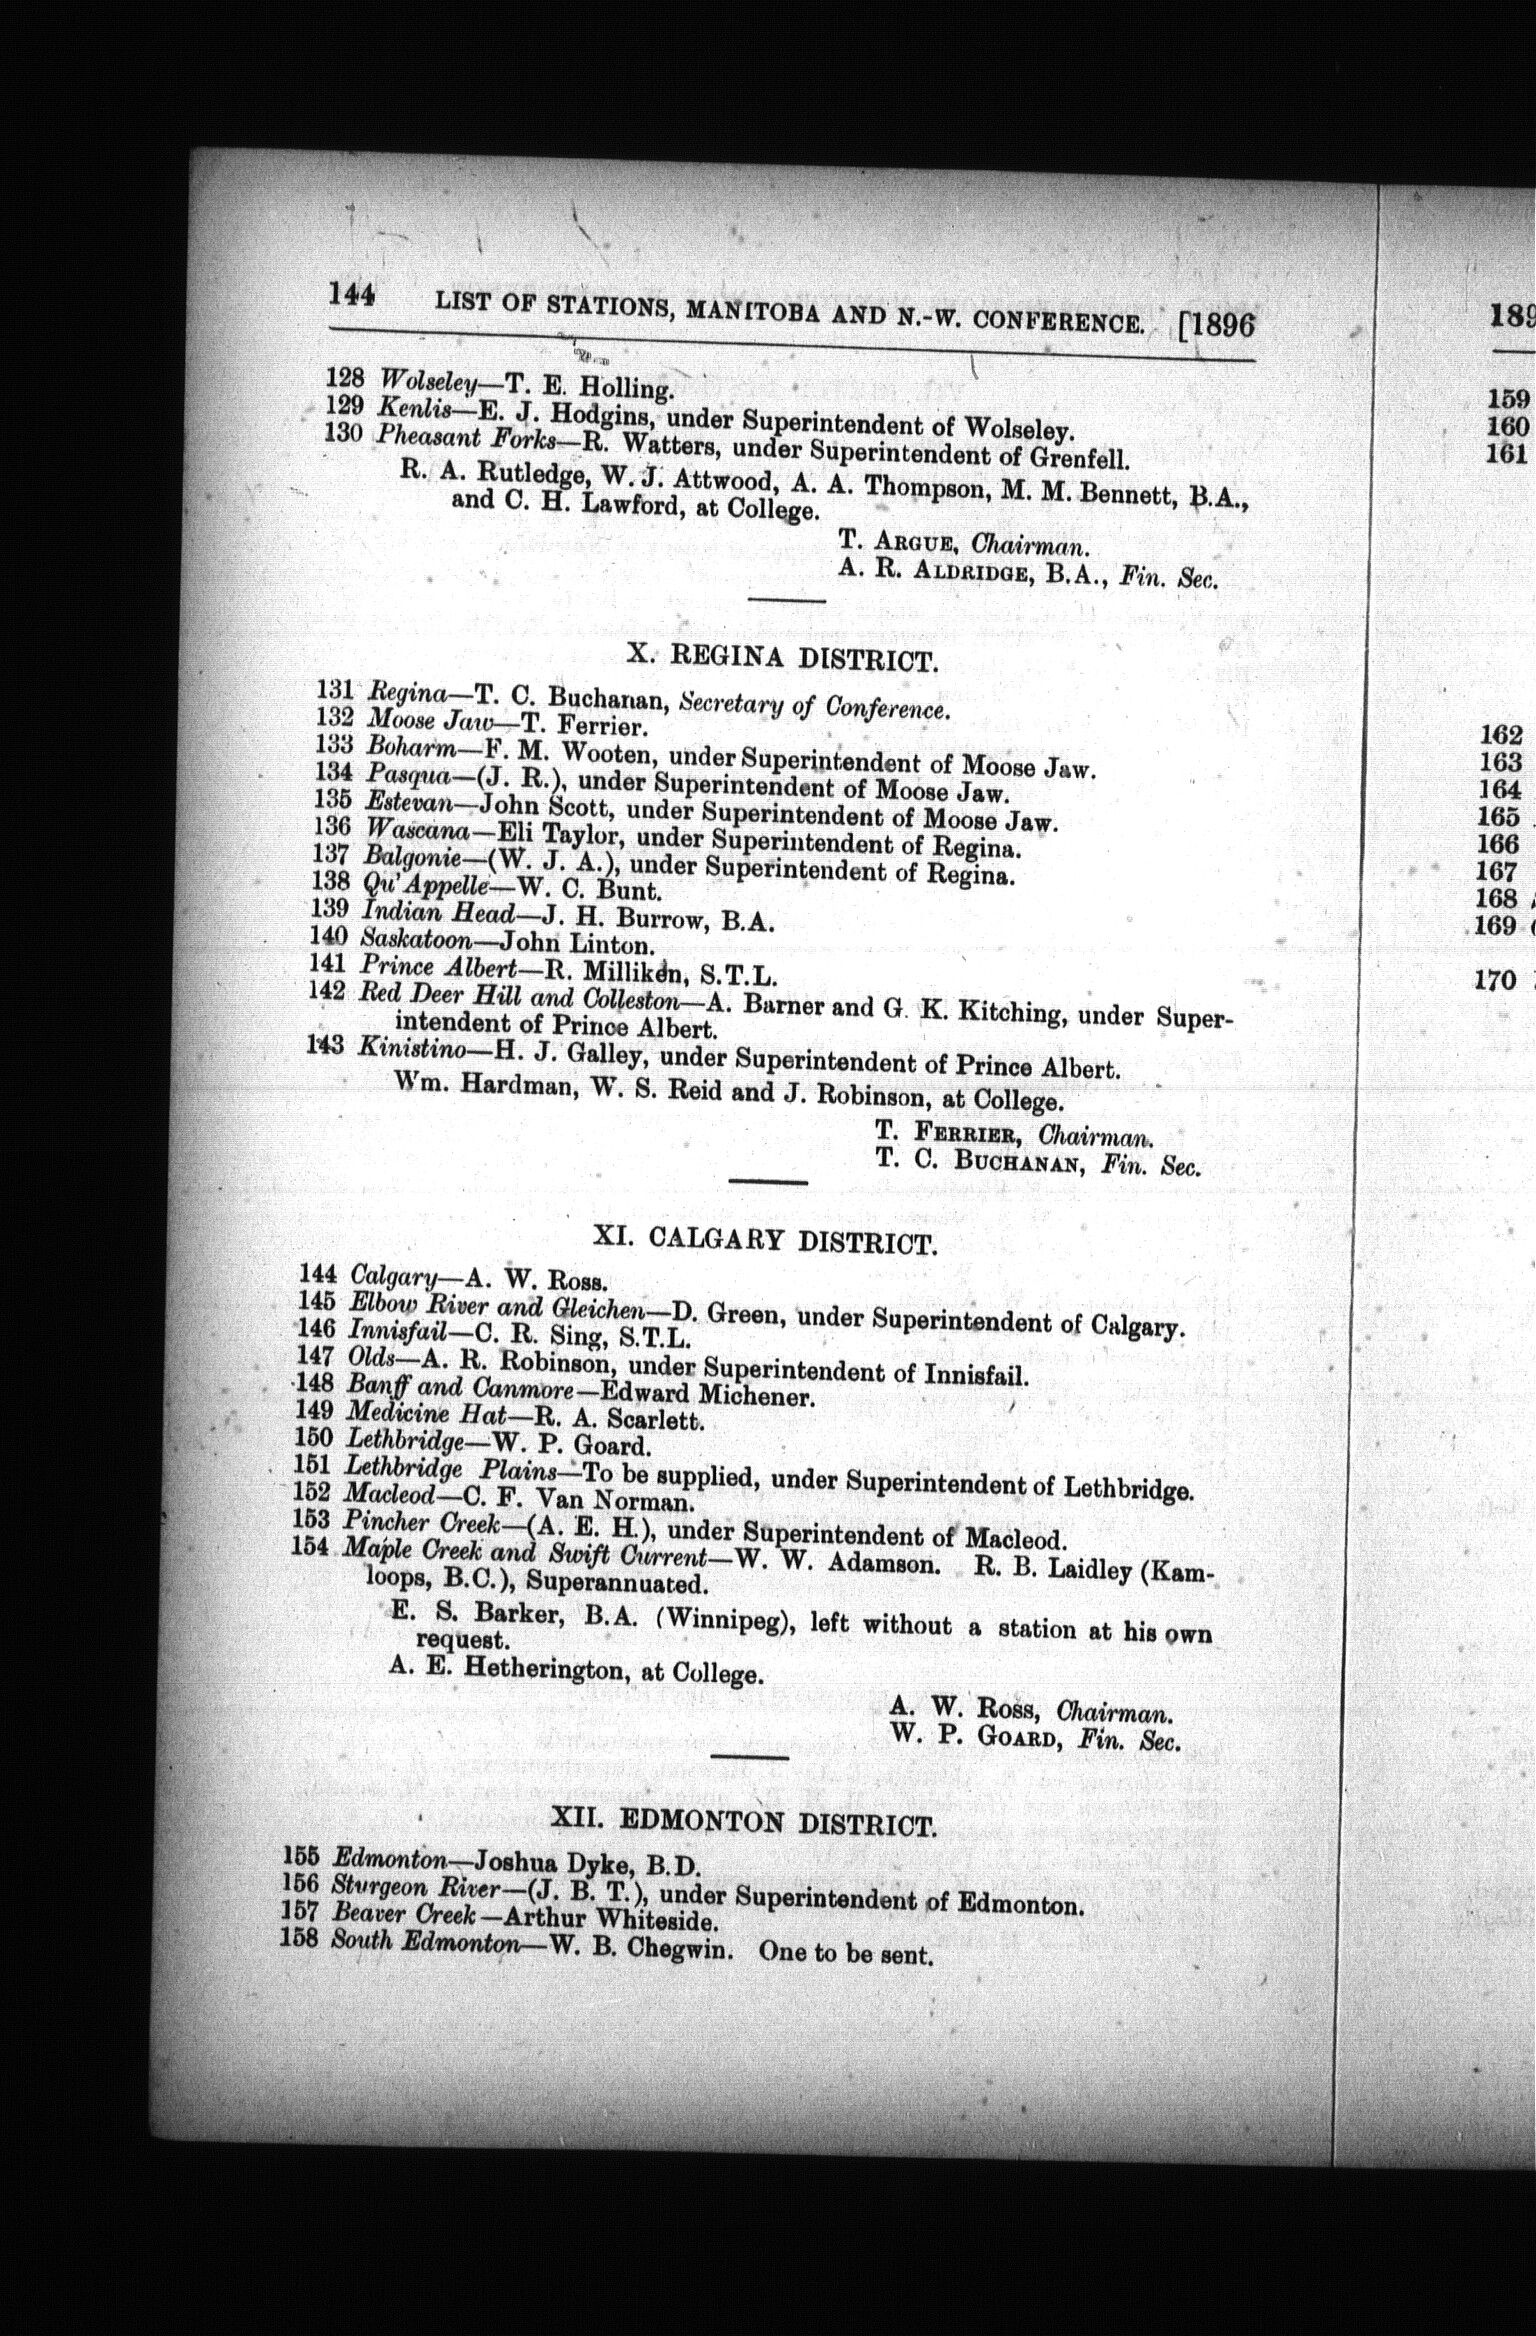 144 LIST OF STATIONS, MANITOBA AND N.-W. CONFERENCE. [1896
128 Wolseley—T. E. Holling.
129 Kenlis—E. J. Hodgins, under Superintendent of Wolseley.
130 Pheasant Forks—R. Watters, under Superintendent of Grenfell.
R. A. Rutledge, W. J. Attwood, A. A. Thompson, M. M. Bennett, B.A.,
and C. H. Lawford, at College.
T. ARGUE, Chairman.
A. R. ALDRIDGE, B.A., Fin. Sec.
X. REGINA DISTRICT.
131 Regina—T. C. Buchanan, Secretary of Conference.
132 Moose Jaw—T. Ferrier.
133 Boharm—F. M. Wooten, under Superintendent of Moose Jaw.
134 Pasqua—(J. R.), under Superintendent of Moose Jaw.
135 Estevan—John Scott, under Superintendent of Moose Jaw.
136 Wascana—Eli Taylor, under Superintendent of Regina.
137 Balgonie—(W. J. A.), under Superintendent of Regina.
138 Qu'Appelle—W. C. Bunt.
139 Indian Head—J. H. Burrow, B.A.
140 Saskatoon—John Linton.
141 Prince Albert—R. Milliken, S.T.L.
142 Red Deer Hill and Colleston—A. Barner and G. K. Kitching, under Super-
intendent of Prince Albert.
143 Kinistino—H. J. Galley, under Superintendent of Prince Albert.
Wm. Hardman, W. S. Reid and J. Robinson, at College.
T. FERRIER, Chairman.
T. C. BUCHANAN, Fin. Sec.
XI. CALGARY DISTRICT.
144 Calgary—A. W. Ross.
145 Elbow River and Gleichen—D. Green, under Superintendent of Calgary.
146 Innisfail—C. R. Sing, S.T.L.
147 Olds—A. R. Robinson, under Superintendent of Innisfail.
148 Banff and Canmore—Edward Michener.
149 Medicine Hat—R. A. Scarlett.
150 Lethbridge—W. P. Goard.
151 Lethbridge Plains—To be supplied, under Superintendent of Lethbridge.
152 Macleod—C. F. Van Norman.
153 Pincher Creek—(A. E. H.), under Superintendent of Macleod.
154 Maple Creek and Swift Current—W. W. Adamson. R. B. Laidley (Kam-
loops, B.C.), Superannuated.
E. S. Barker, B.A. (Winnipeg), left without a station at his own
request.
A. E. Hetherington, at College.
A. W. ROSS, Chairman.
W. P. GOARD, Fin. Sec.
XII. EDMONTON DISTRICT.
155 Edmonton—Joshua Dyke, B.D.
156 Sturgeon River—(J. B. T.), under Superintendent of Edmonton.
157 Beaver Creek—Arthur Whiteside.
158 South Edmonton—W. B. Chegwin. One to be sent.
189
159
160
161
162
163
164
165
166
167
168
169
170